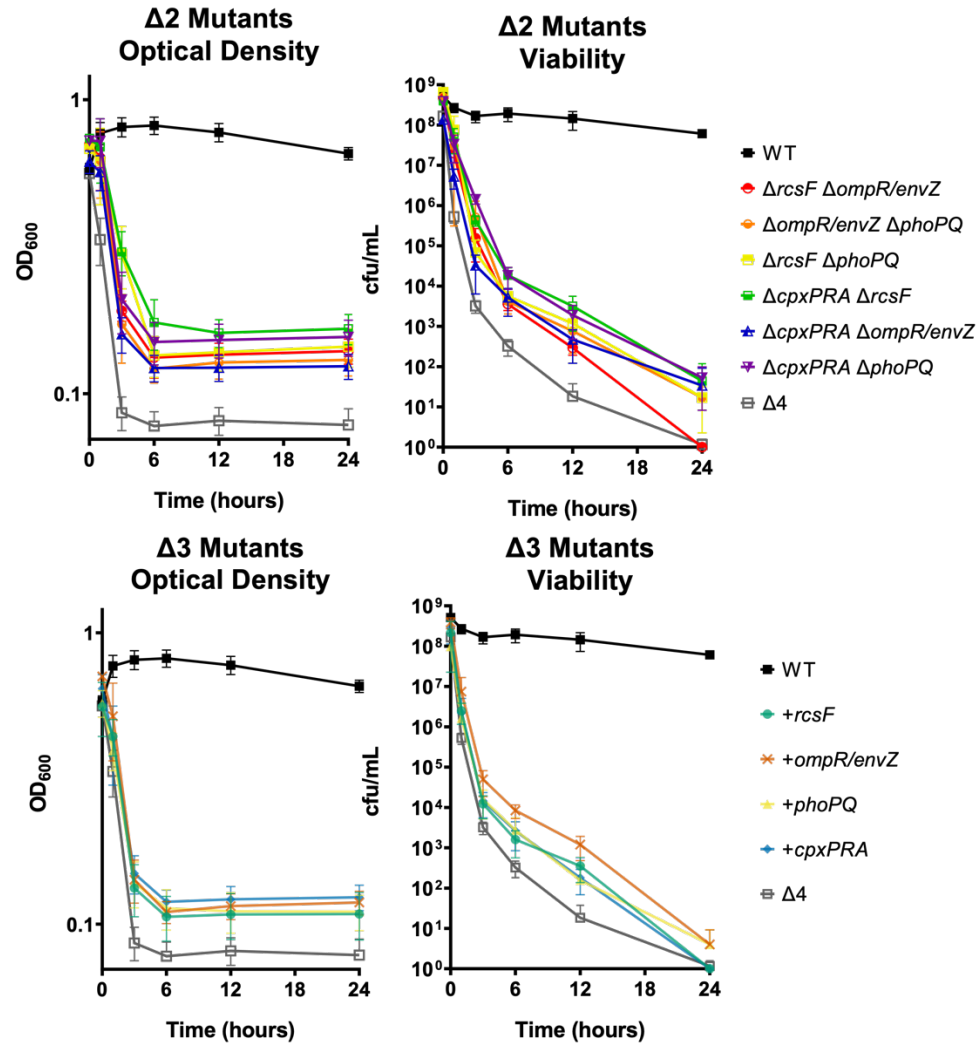 Δ2 Mutants
Optical Density
Δ2 Mutants
Viability
1
0.1
OD₆₀₀
0
6
12
18
24
Time (hours)
10⁹
10⁸
10⁷
10⁶
10⁵
10⁴
10³
10²
10¹
10⁰
cfu/mL
0
6
12
18
24
Time (hours)
WT
ΔrcsF ΔompR/envZ
ΔompR/envZ ΔphoPQ
ΔrcsF ΔphoPQ
ΔcpxPRA ΔrcsF
ΔcpxPRA ΔompR/envZ
ΔcpxPRA ΔphoPQ
Δ4
Δ3 Mutants
Optical Density
Δ3 Mutants
Viability
1
0.1
OD₆₀₀
0
6
12
18
24
Time (hours)
10⁹
10⁸
10⁷
10⁶
10⁵
10⁴
10³
10²
10¹
10⁰
cfu/mL
0
6
12
18
24
Time (hours)
WT
+rcsF
+ompR/envZ
+phoPQ
+cpxPRA
Δ4